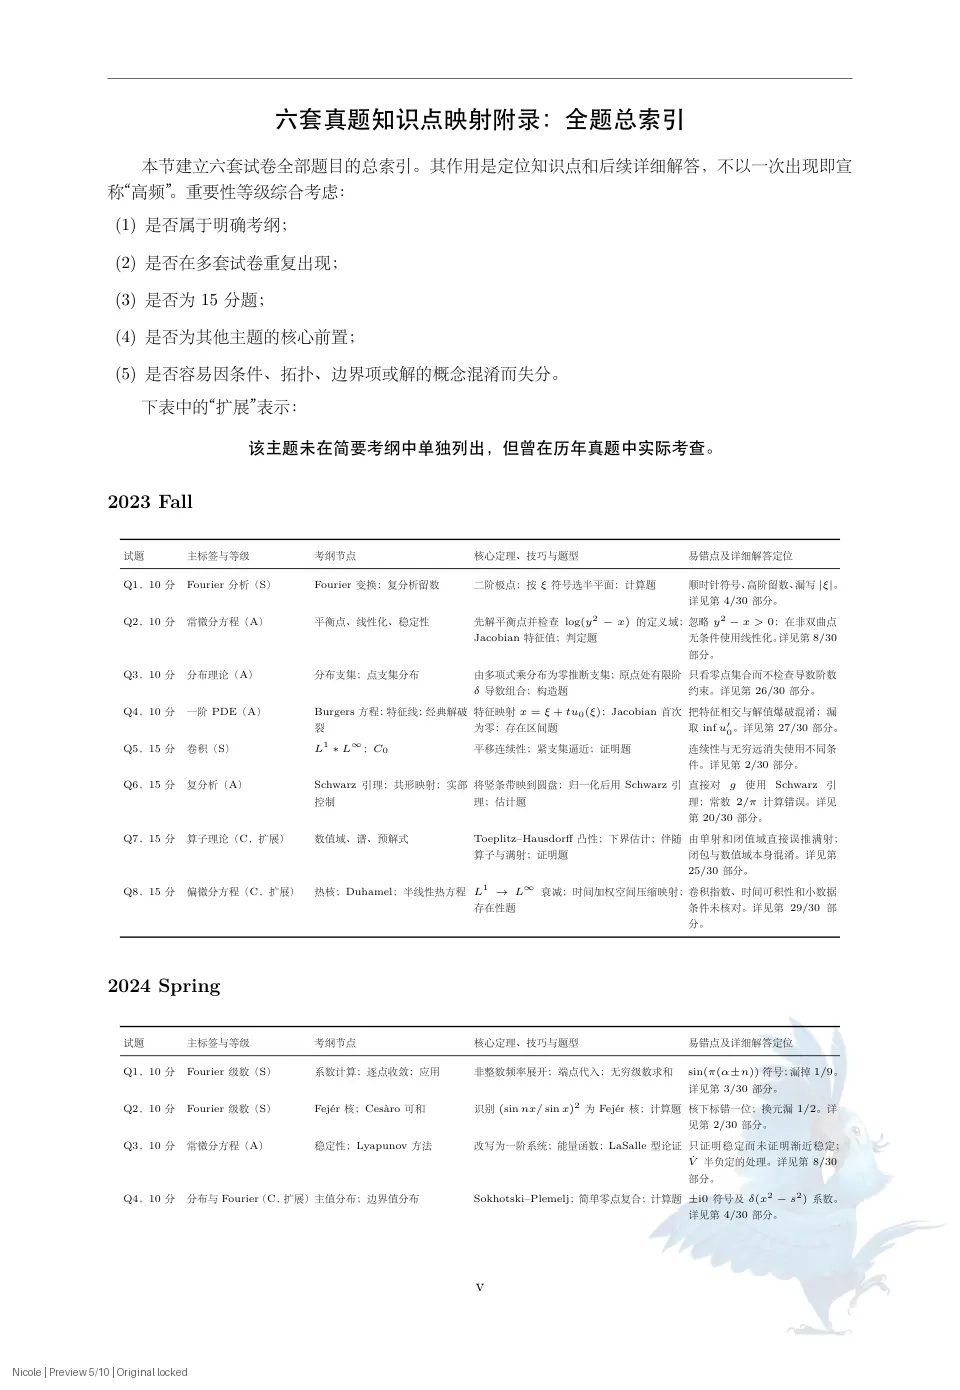 六套真题知识点映射附录：全题总索引
本节建立六套试卷全部题目的总索引。其作用是定位知识点和后续详细解答，不以一次出现即宣
称“高频”。重要性等级综合考虑：
(1) 是否属于明确考纲；
(2) 是否在多套试卷重复出现；
(3) 是否为 15 分题；
(4) 是否为其他主题的核心前置；
(5) 是否容易因条件、拓扑、边界项或解的概念混淆而失分。
下表中的“扩展”表示：
该主题未在简要考纲中单独列出，但曾在历年真题中实际考查。
2023 Fall
试题 主标签与等级 考纲节点 核心定理、技巧与题型 易错点及详细解答定位
Q1，10 分 Fourier 分析（S） Fourier 变换；复分析留数 二阶极点；按 ξ 符号选半平面；计算题 顺时针符号、高阶留数、漏写 |ξ|。
详见第 4/30 部分。
Q2，10 分 常微分方程（A） 平衡点、线性化、稳定性 先解平衡点并检查 log(y² − x) 的定义域； 忽略 y² − x > 0；在非双曲点
Jacobian 特征值；判定题 无条件使用线性化。详见第 8/30
部分。
Q3，10 分 分布理论（A） 分布支集；点支集分布 由多项式乘分布为零推断支集；原点处有限阶 只看零点集合而不检查导数阶数
δ 导数组合；构造题 约束。详见第 26/30 部分。
Q4，10 分 一阶 PDE（A） Burgers 方程；特征线；经典解破 特征映射 x = ξ + tu₀(ξ)；Jacobian 首次 把特征相交与解值爆破混淆；漏
裂 为零；存在区间题 取 inf u₀′。详见第 27/30 部分。
Q5，15 分 卷积（S） L¹ ∗ L^∞；C₀ 平移连续性；紧支集逼近；证明题 连续性与无穷远消失使用不同条
件。详见第 2/30 部分。
Q6，15 分 复分析（A） Schwarz 引理；共形映射；实部 将竖条带映到圆盘；归一化后用 Schwarz 引 直接对 g 使用 Schwarz 引
控制 理；估计题 理；常数 2/π 计算错误。详见
第 20/30 部分。
Q7，15 分 算子理论（C，扩展） 数值域、谱、预解式 Toeplitz–Hausdorff 凸性；下界估计；伴随 由单射和闭值域直接误推满射；
算子与满射；证明题 闭包与数值域本身混淆。详见第
25/30 部分。
Q8，15 分 偏微分方程（C，扩展） 热核；Duhamel；半线性热方程 L¹ → L^∞ 衰减；时间加权空间压缩映射； 卷积指数、时间可积性和小数据
存在性题 条件未核对。详见第 29/30 部
分。
2024 Spring
试题 主标签与等级 考纲节点 核心定理、技巧与题型 易错点及详细解答定位
Q1，10 分 Fourier 级数（S） 系数计算；逐点收敛；应用 非整数频率展开；端点代入；无穷级数求和 sin(π(α±n)) 符号；漏掉 1/9。
详见第 3/30 部分。
Q2，10 分 Fourier 级数（S） Fejér 核；Cesàro 可和 识别 (sin nx/ sin x)² 为 Fejér 核；计算题 核下标错一位；换元漏 1/2。详
见第 2/30 部分。
Q3，10 分 常微分方程（A） 稳定性；Lyapunov 方法 改写为一阶系统；能量函数；LaSalle 型论证 只证明稳定而未证明渐近稳定；
V̇ 半负定的处理。详见第 8/30
部分。
Q4，10 分 分布与 Fourier（C，扩展） 主值分布；边界值分布 Sokhotski–Plemelj；简单零点复合；计算题 ±i0 符号及 δ(x² − s²) 系数。
详见第 4/30 部分。
v
Nicole | Preview 5/10 | Original locked